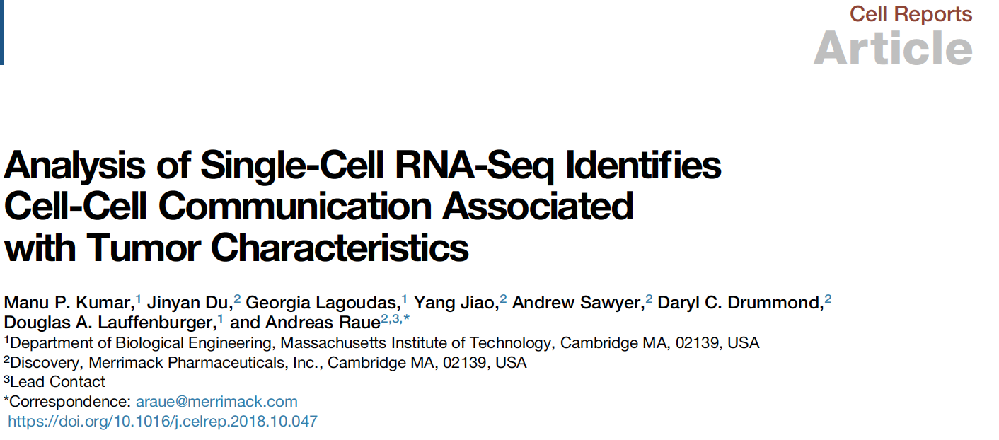 Cell Reports
Article
Analysis of Single-Cell RNA-Seq Identifies
Cell-Cell Communication Associated
with Tumor Characteristics
Manu P. Kumar,1 Jinyan Du,2 Georgia Lagoudas,1 Yang Jiao,2 Andrew Sawyer,2 Daryl C. Drummond,2
Douglas A. Lauffenburger,1 and Andreas Raue2,3,*
1Department of Biological Engineering, Massachusetts Institute of Technology, Cambridge MA, 02139, USA
2Discovery, Merrimack Pharmaceuticals, Inc., Cambridge MA, 02139, USA
3Lead Contact
*Correspondence: araue@merrimack.com
https://doi.org/10.1016/j.celrep.2018.10.047